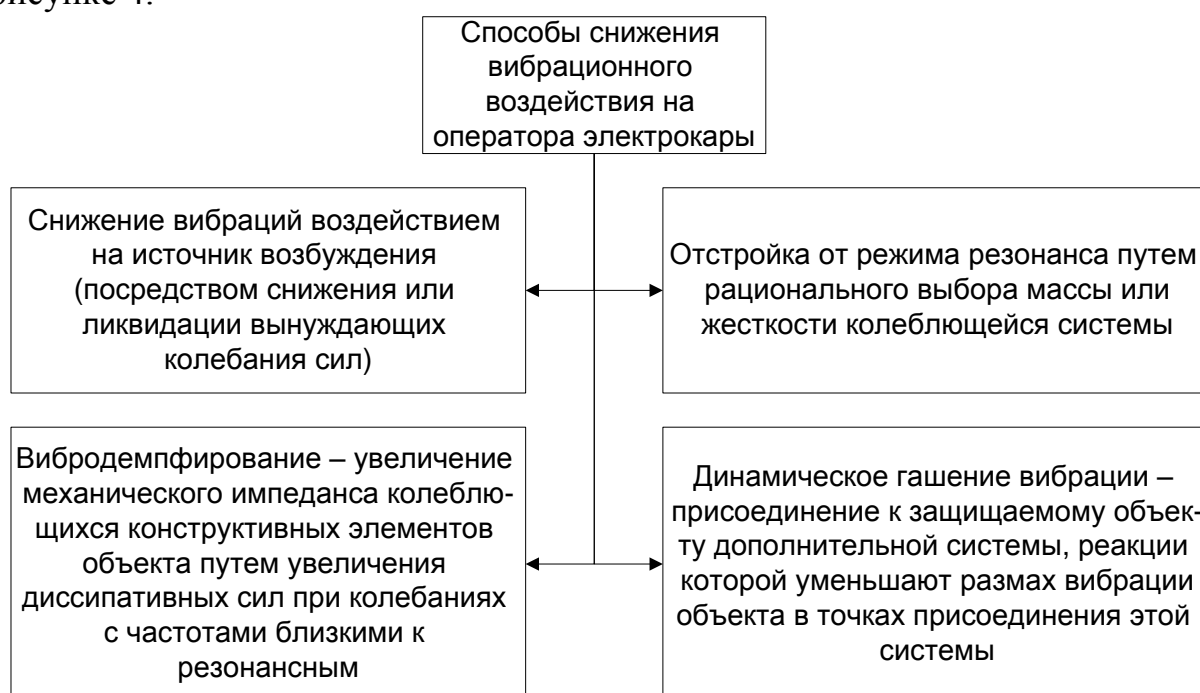 рисунке 4.
Способы снижения
вибрационного
воздействия на
оператора электрокары
Снижение вибраций воздействием
на источник возбуждения
(посредством снижения или
ликвидации вынуждающих
колебания сил)
Отстройка от режима резонанса путем
рационального выбора массы или
жесткости колеблющейся системы
Вибродемпфирование – увеличение
механического импеданса колеблю-
щихся конструктивных элементов
объекта путем увеличения
диссипативных сил при колебаниях
с частотами близкими к
резонансным
Динамическое гашение вибрации –
присоединение к защищаемому объек-
ту дополнительной системы, реакции
которой уменьшают размах вибрации
объекта в точках присоединения этой
системы